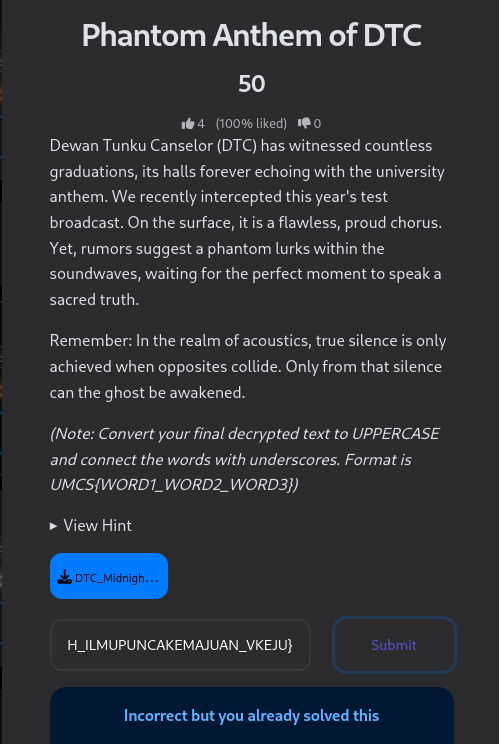 Phantom Anthem of DTC
50
4 (100% liked) 0
Dewan Tunku Canselor (DTC) has witnessed countless
graduations, its halls forever echoing with the university
anthem. We recently intercepted this year's test
broadcast. On the surface, it is a flawless, proud chorus.
Yet, rumors suggest a phantom lurks within the
soundwaves, waiting for the perfect moment to speak a
sacred truth.
Remember: In the realm of acoustics, true silence is only
achieved when opposites collide. Only from that silence
can the ghost be awakened.
(Note: Convert your final decrypted text to UPPERCASE
and connect the words with underscores. Format is
UMCS{WORD1_WORD2_WORD3})
▸ View Hint
DTC_Midnigh...
H_ILMUPUNCAKEMAJUAN_VKEJU}
Submit
Incorrect but you already solved this